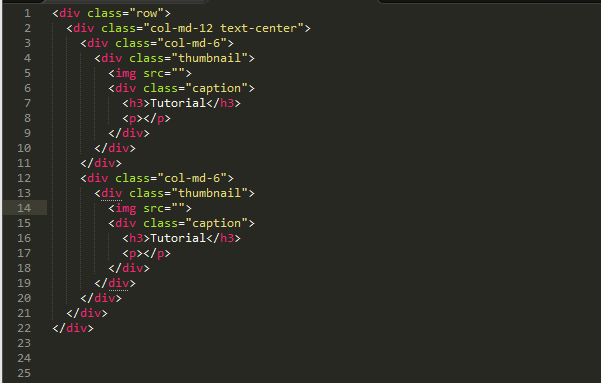 1 <div class="row">
2 <div class="col-md-12 text-center">
3 <div class="col-md-6">
4 <div class="thumbnail">
5 <img src="">
6 <div class="caption">
7 <h3>Tutorial</h3>
8 <p></p>
9 </div>
10 </div>
11 </div>
12 <div class="col-md-6">
13 <div class="thumbnail">
14 <img src="">
15 <div class="caption">
16 <h3>Tutorial</h3>
17 <p></p>
18 </div>
19 </div>
20 </div>
21 </div>
22 </div>
23
24
25